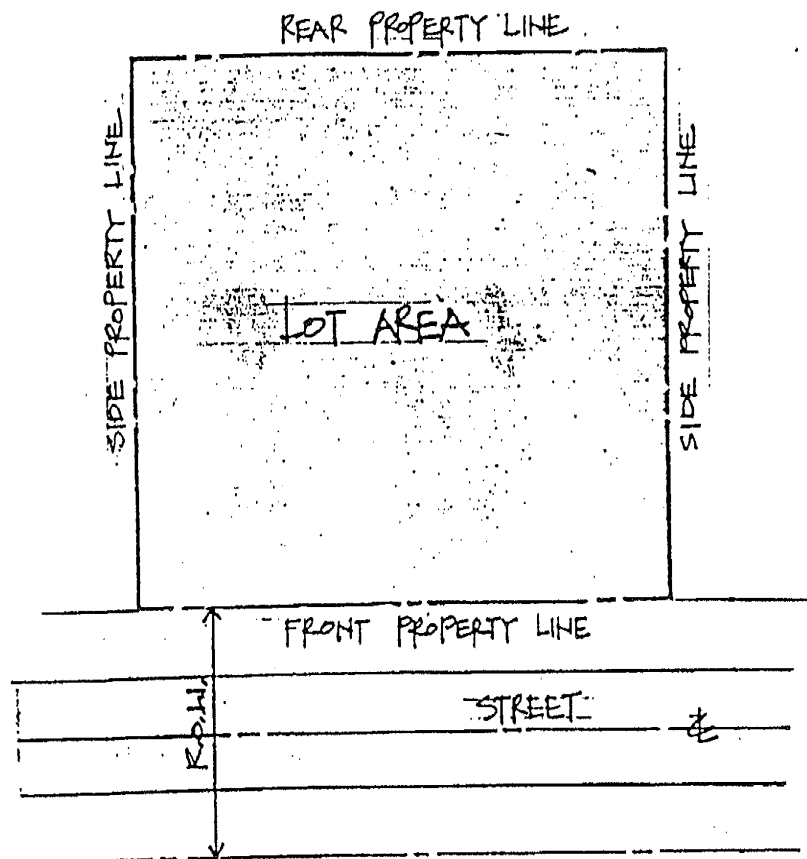 REAR PROPERTY LINE
SIDE PROPERTY LINE
SIDE PROPERTY LINE
LOT AREA
FRONT PROPERTY LINE
R.O.W.
STREET
℄